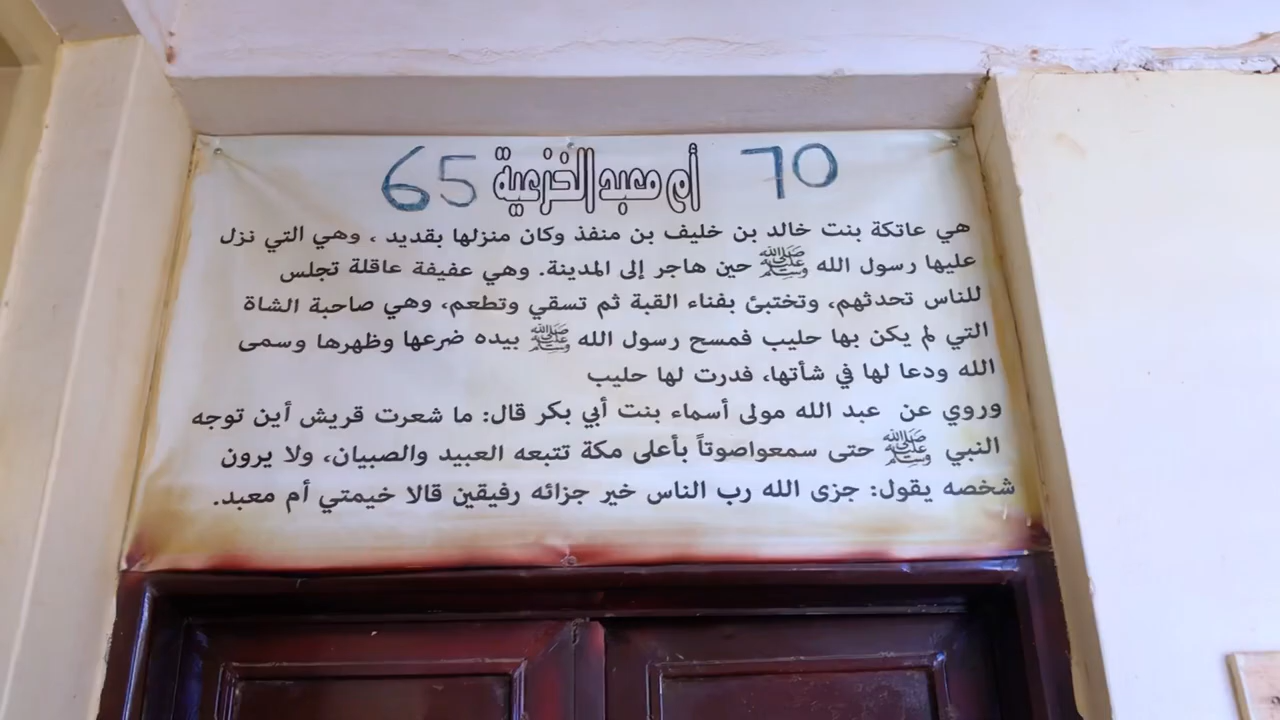 70 أم معبد الخزعية 65
هي عاتكة بنت خالد بن خليف بن منفذ وكان منزلها بقديد ، وهي التي نزل
عليها رسول الله ﷺ حين هاجر إلى المدينة. وهي عفيفة عاقلة تجلس
للناس تحدثهم، وتختبئ بفناء القبة ثم تسقي وتطعم، وهي صاحبة الشاة
التي لم يكن بها حليب فمسح رسول الله ﷺ بيده ضرعها وظهرها وسمى
الله ودعا لها في شأتها، فدرت لها حليب
وروي عن عبد الله مولى أسماء بنت أبي بكر قال: ما شعرت قريش أين توجه
النبي ﷺ حتى سمعواصوتاً بأعلى مكة تتبعه العبيد والصبيان، ولا يرون
شخصه يقول: جزى الله رب الناس خير جزائه رفيقين قالا خيمتي أم معبد.